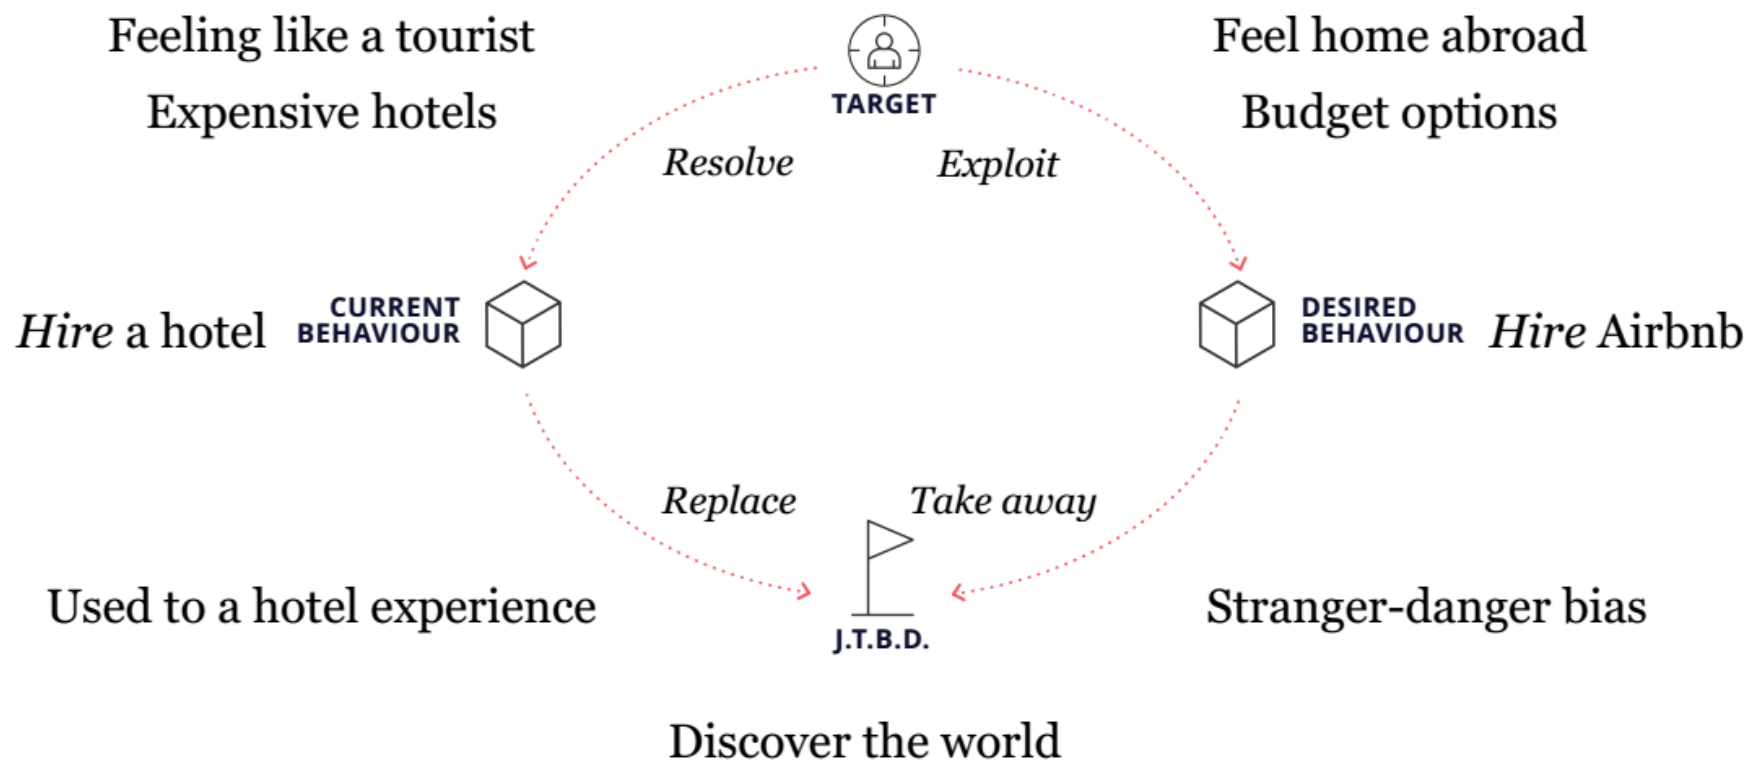 Feeling like a tourist
Expensive hotels
TARGET
Feel home abroad
Budget options
Resolve
Exploit
Hire a hotel
CURRENT
BEHAVIOUR
DESIRED
BEHAVIOUR
Hire Airbnb
Replace
Take away
Used to a hotel experience
J.T.B.D.
Stranger-danger bias
Discover the world